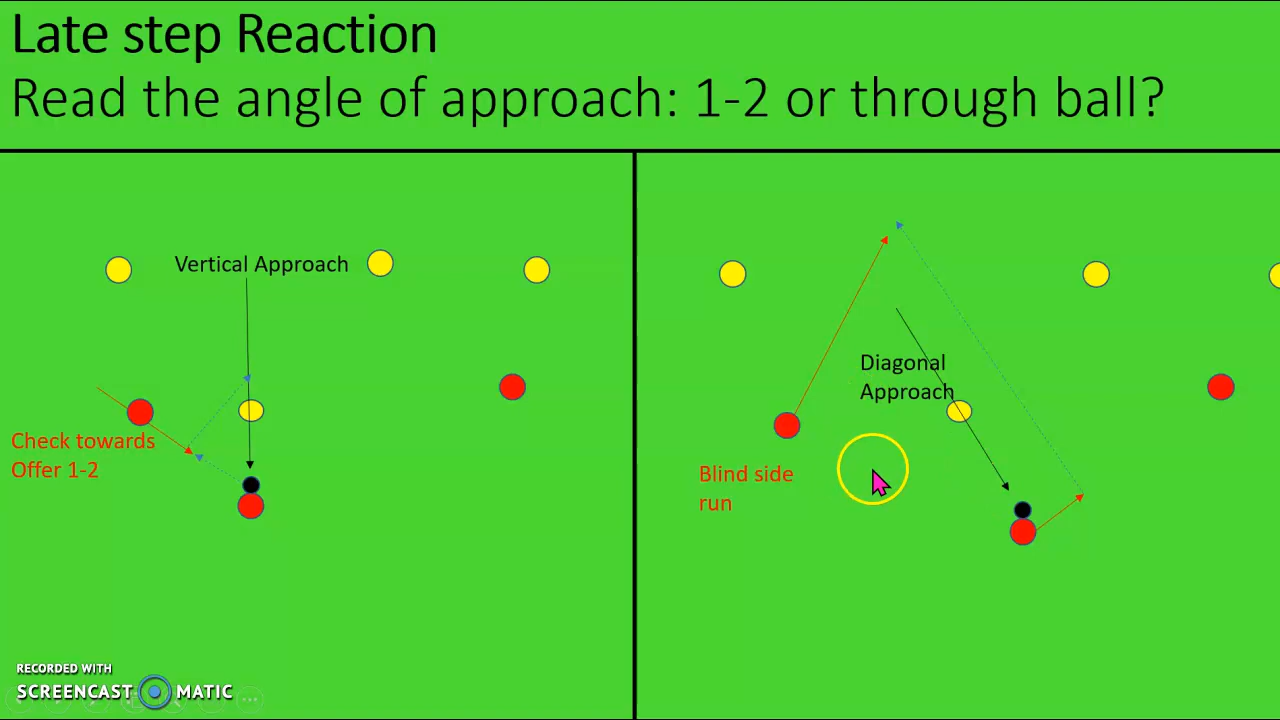 Late step Reaction
Read the angle of approach: 1-2 or through ball?
Vertical Approach
Check towards
Offer 1-2
Diagonal
Approach
Blind side
run
RECORDED WITH
SCREENCAST MATIC